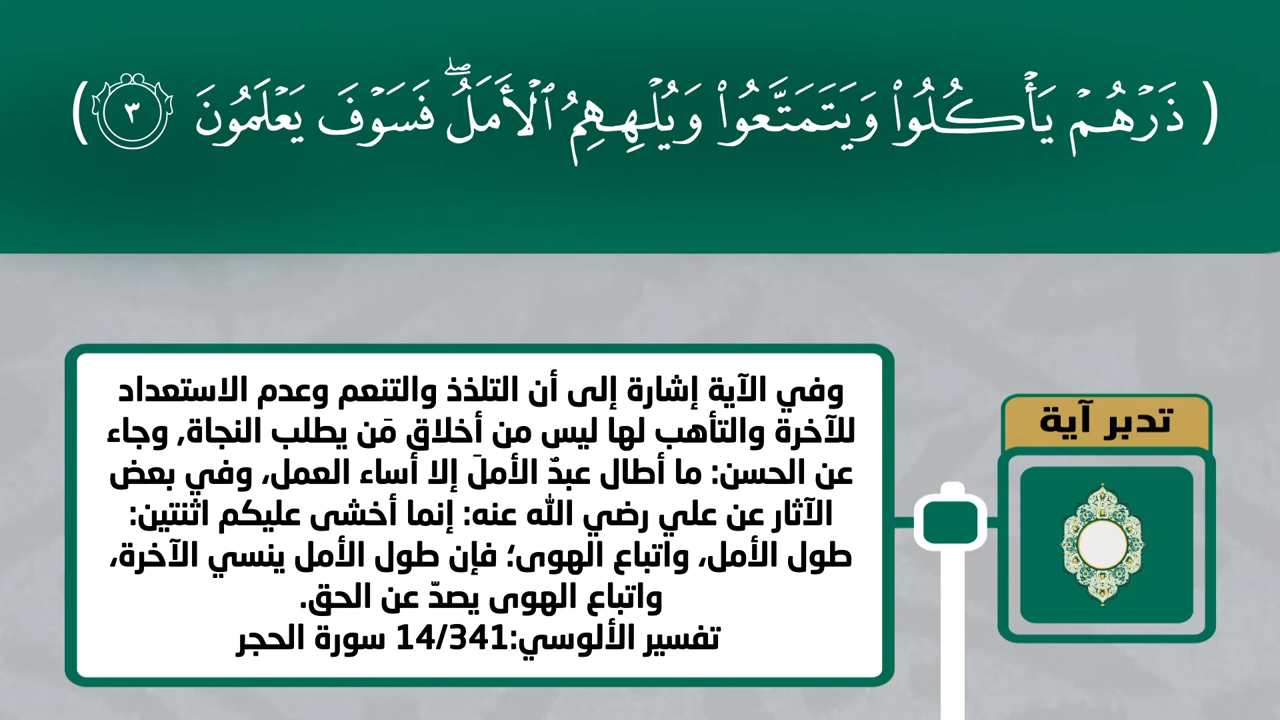 ( ذَرۡهُمۡ يَأۡكُلُواْ وَيَتَمَتَّعُواْ وَيُلۡهِهِمُ ٱلۡأَمَلُۖ فَسَوۡفَ يَعۡلَمُونَ ٣ )
تدبر آية
وفي الآية إشارة إلى أن التلذذ والتنعم وعدم الاستعداد
للآخرة والتأهب لها ليس من أخلاق مَن يطلب النجاة, وجاء
عن الحسن: ما أطال عبدٌ الأملَ إلا أساء العمل، وفي بعض
الآثار عن علي رضي الله عنه: إنما أخشى عليكم اثنتين:
طول الأمل، واتباع الهوى؛ فإن طول الأمل ينسي الآخرة،
واتباع الهوى يصدّ عن الحق.
تفسير الألوسي:14/341 سورة الحجر